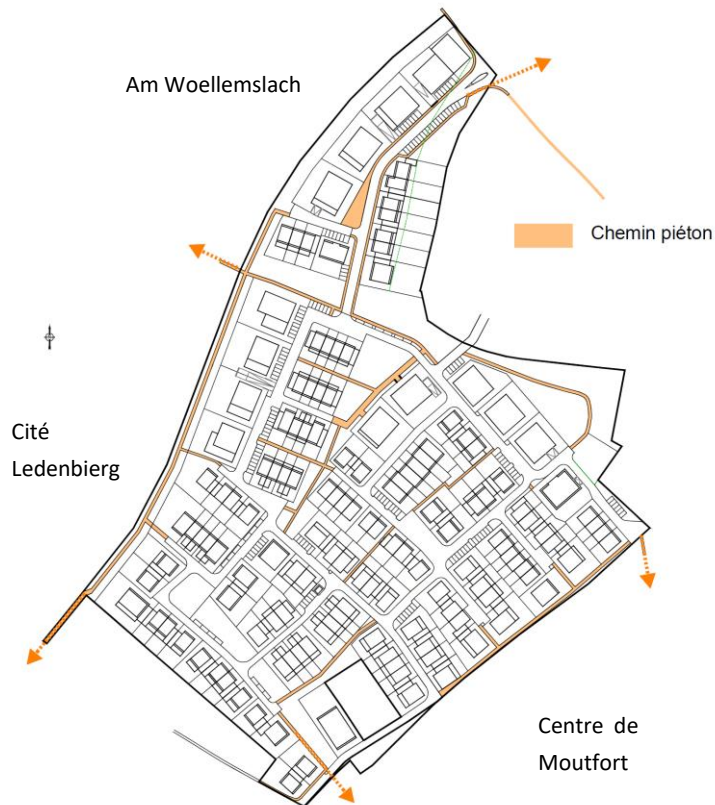 Am Woellemslach
Chemin piéton
Cité
Ledenbierg
Centre de
Moutfort